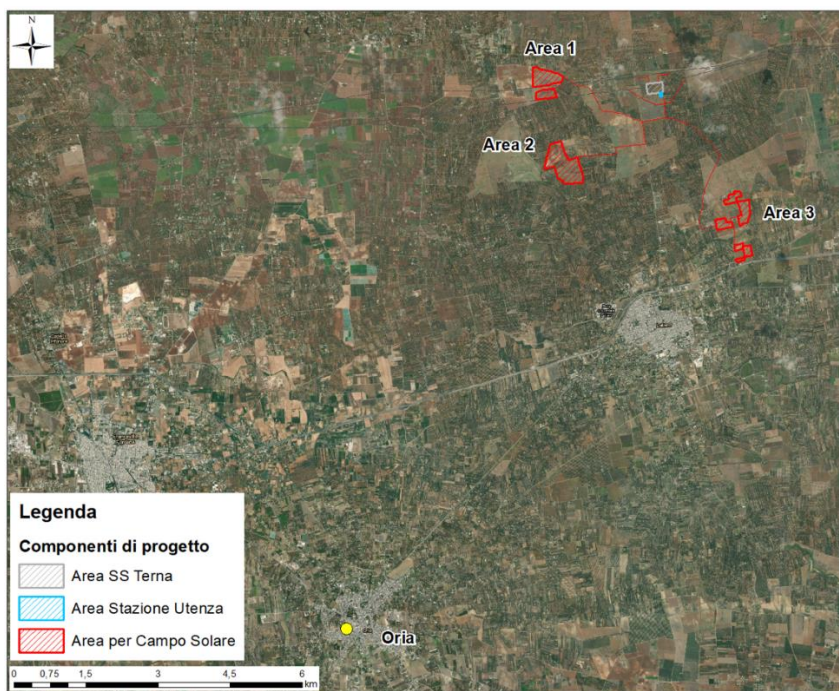 N
Area 1
Area 2
Area 3
Latiano
Oria
Legenda
Componenti di progetto
Area SS Terna
Area Stazione Utenza
Area per Campo Solare
0 0,75 1,5 3 4,5 6
km